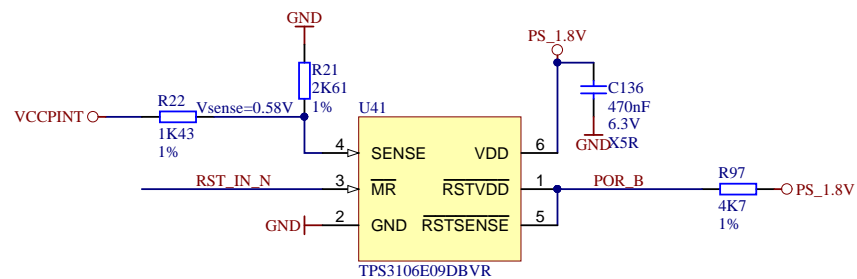 GND
PS_1.8V
R21
2K61
1%
C136
470nF
6.3V
X5R
GND
R22
Vsense=0.58V
VCCPINT
1K43
1%
U41
4
SENSE
VDD
6
RST_IN_N
3
MR
RSTVDD
1
POR_B
R97
PS_1.8V
4K7
1%
GND
2
GND
RSTSENSE
5
TPS3106E09DBVR